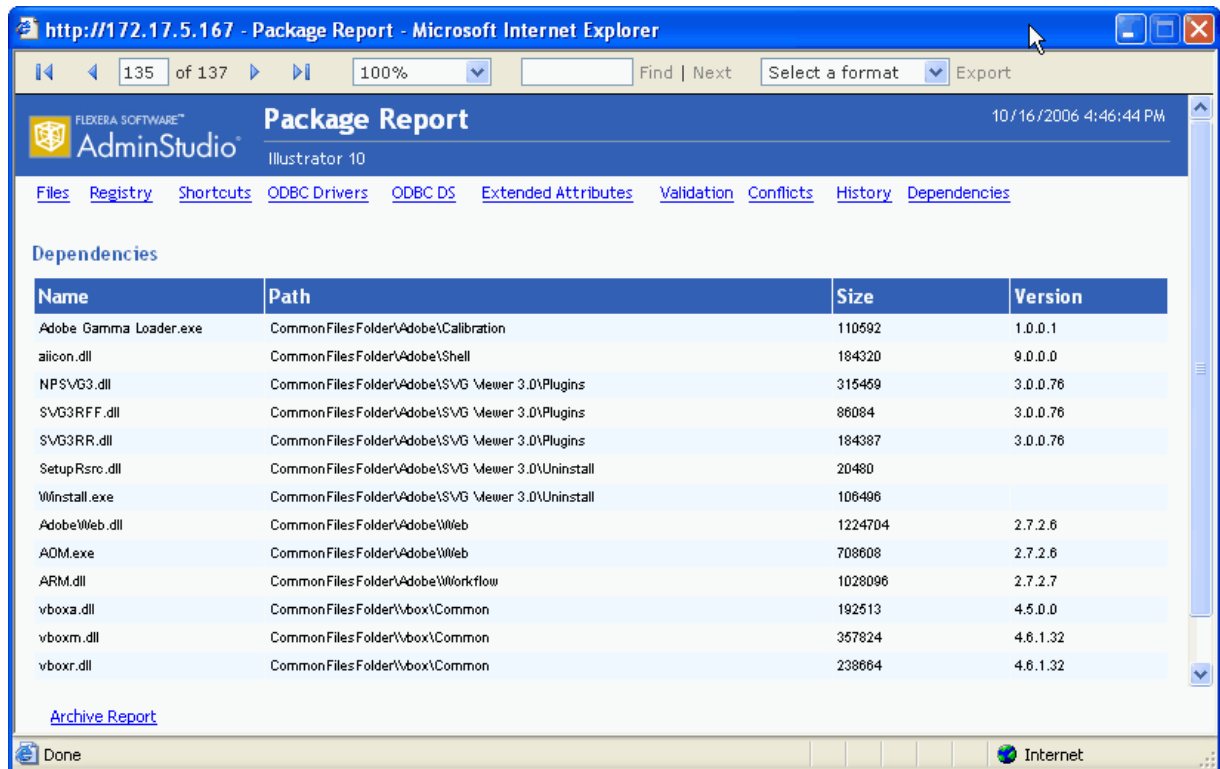 http://172.17.5.167 - Package Report - Microsoft Internet Explorer
135 of 137 100% Find | Next Select a format Export
FLEXERA SOFTWARE™ Package Report 10/16/2006 4:46:44 PM
AdminStudio®
Illustrator 10
Files Registry Shortcuts ODBC Drivers ODBC DS Extended Attributes Validation Conflicts History Dependencies
Dependencies
Name Path Size Version
Adobe Gamma Loader.exe CommonFilesFolder\Adobe\Calibration 110592 1.0.0.1
aiicon.dll CommonFilesFolder\Adobe\Shell 184320 9.0.0.0
NPSVG3.dll CommonFilesFolder\Adobe\SVG Viewer 3.0\Plugins 315459 3.0.0.76
SVG3RFF.dll CommonFilesFolder\Adobe\SVG Viewer 3.0\Plugins 86084 3.0.0.76
SVG3RR.dll CommonFilesFolder\Adobe\SVG Viewer 3.0\Plugins 184387 3.0.0.76
SetupRsrc.dll CommonFilesFolder\Adobe\SVG Viewer 3.0\Uninstall 20480
Winstall.exe CommonFilesFolder\Adobe\SVG Viewer 3.0\Uninstall 106496
AdobeWeb.dll CommonFilesFolder\Adobe\Web 1224704 2.7.2.6
AOM.exe CommonFilesFolder\Adobe\Web 708608 2.7.2.6
ARM.dll CommonFilesFolder\Adobe\Workflow 1028096 2.7.2.7
vboxa.dll CommonFilesFolder\Vbox\Common 192513 4.5.0.0
vboxm.dll CommonFilesFolder\Vbox\Common 357824 4.6.1.32
vboxr.dll CommonFilesFolder\Vbox\Common 238664 4.6.1.32
Archive Report
Done Internet